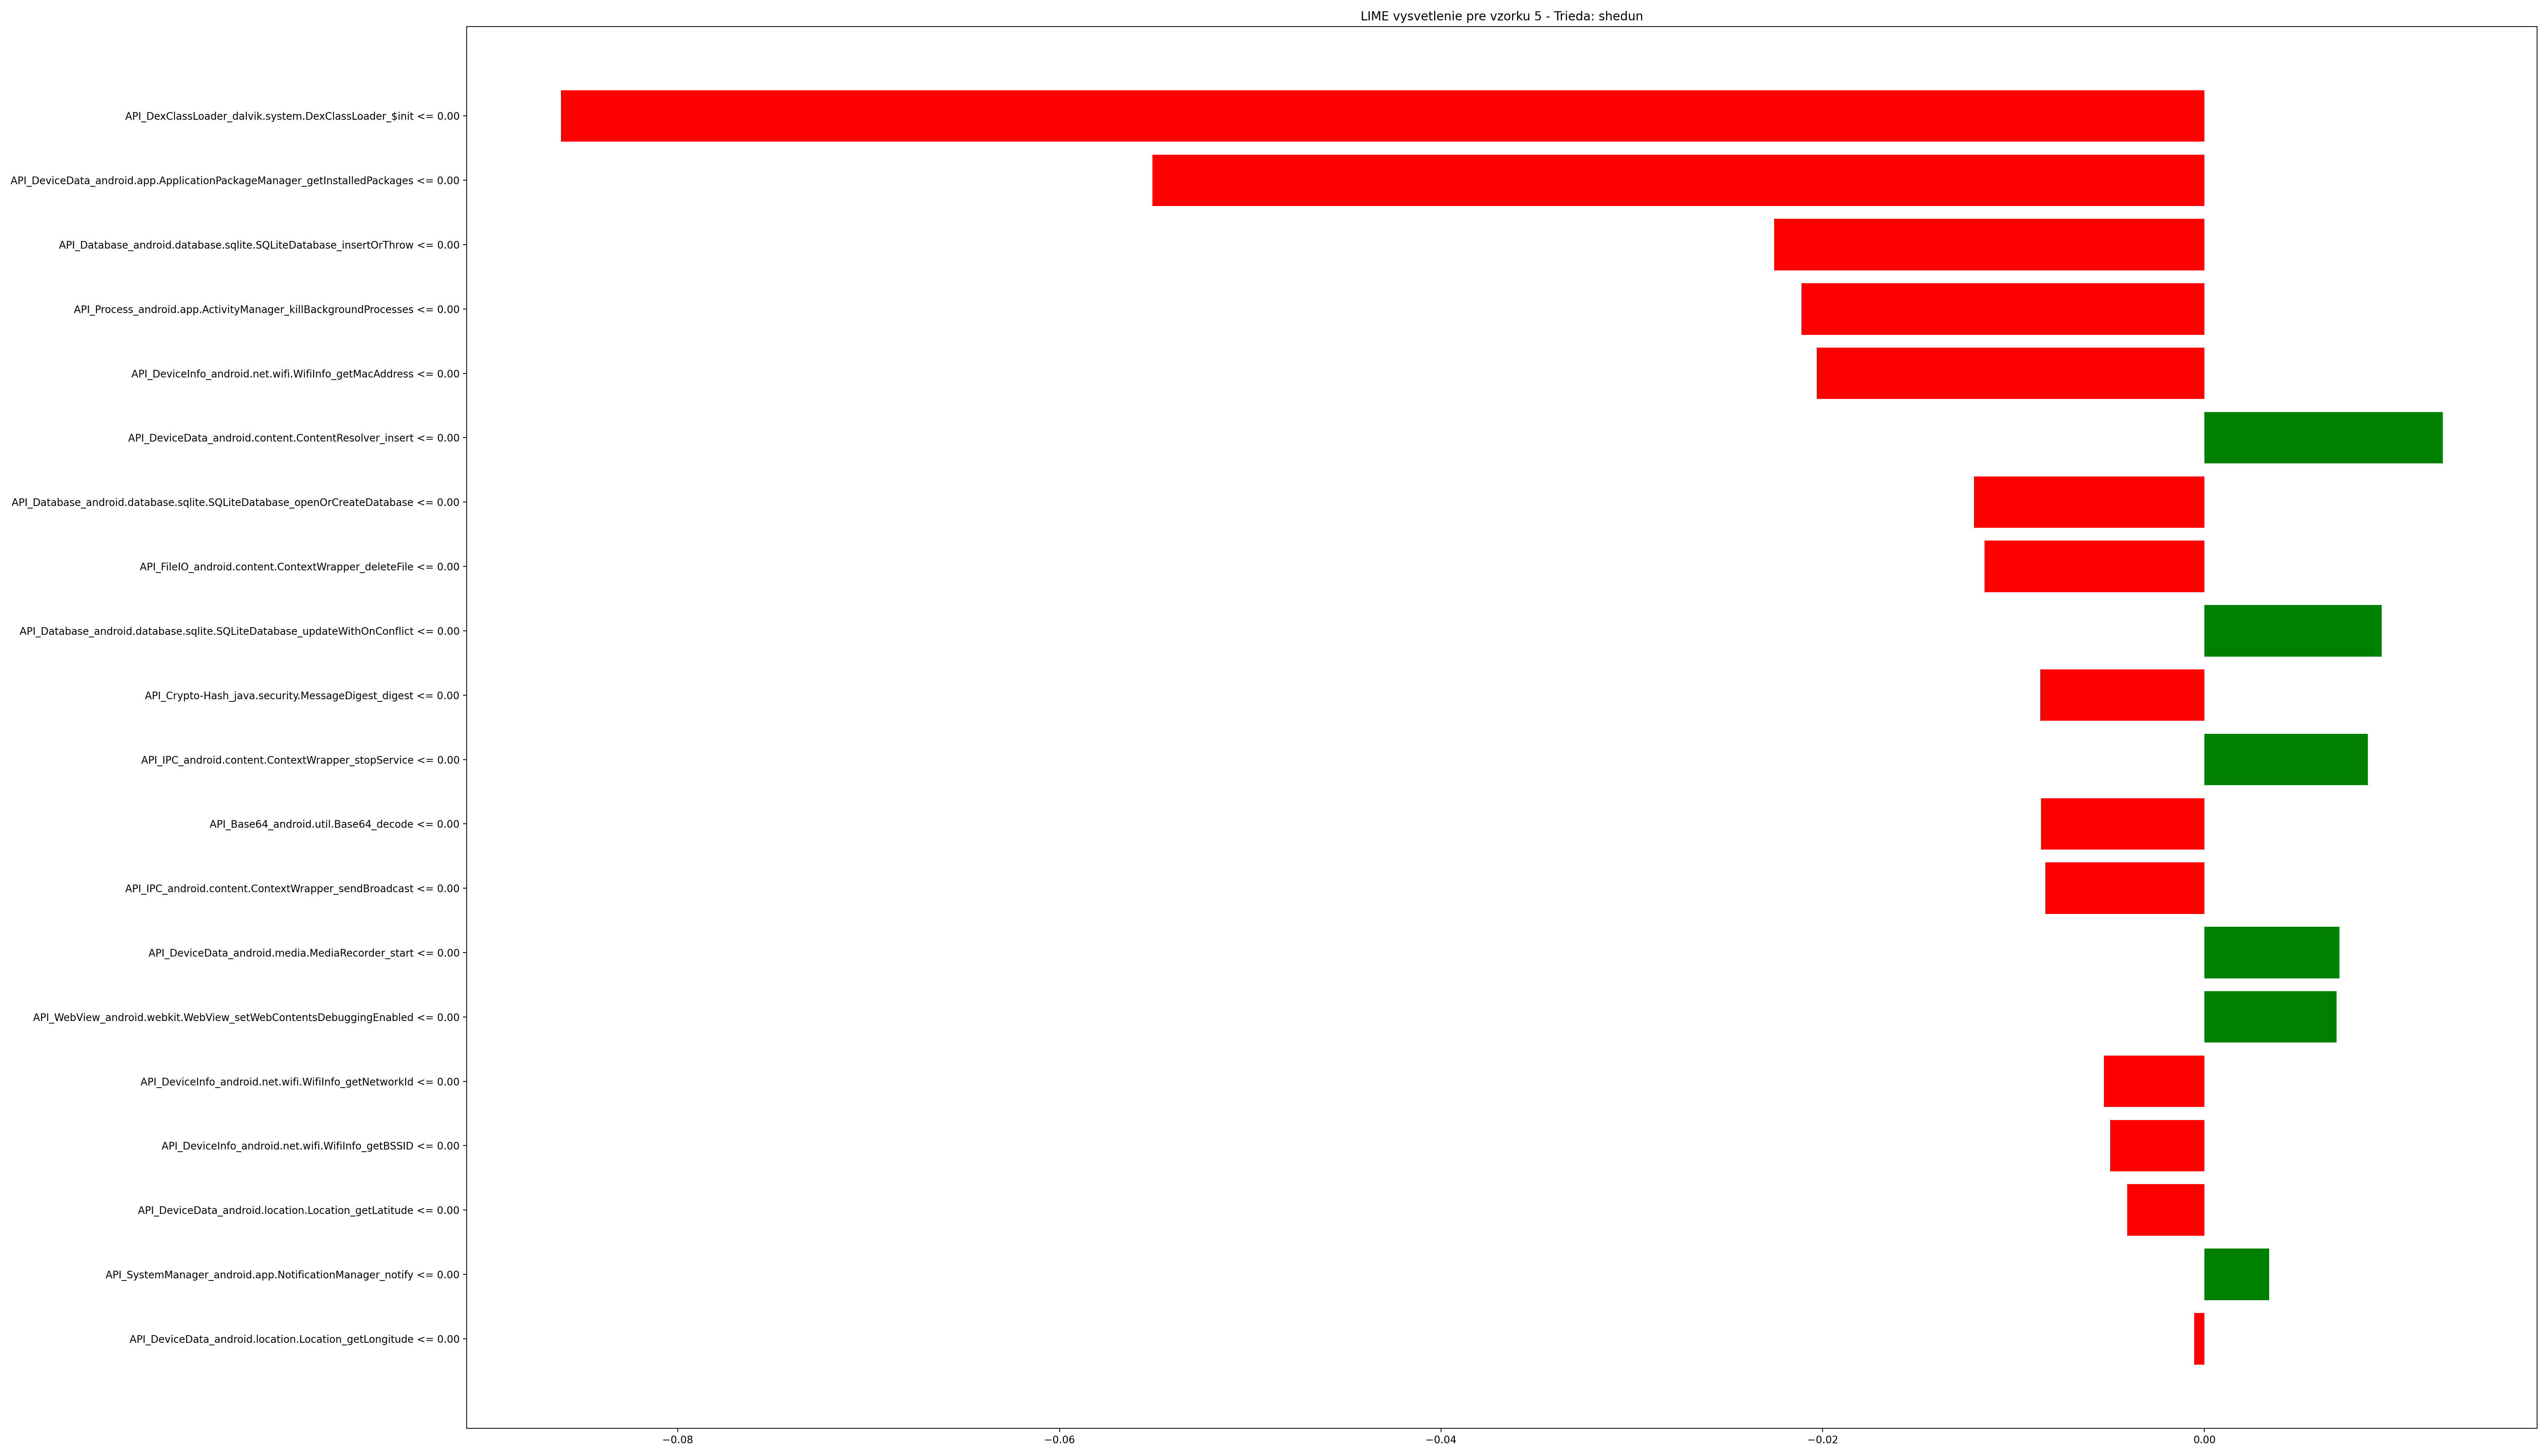 LIME vysvetlenie pre vzorku 5 - Trieda: shedun
API_DexClassLoader_dalvik.system.DexClassLoader_$init <= 0.00
API_DeviceData_android.app.ApplicationPackageManager_getInstalledPackages <= 0.00
API_Database_android.database.sqlite.SQLiteDatabase_insertOrThrow <= 0.00
API_Process_android.app.ActivityManager_killBackgroundProcesses <= 0.00
API_DeviceInfo_android.net.wifi.WifiInfo_getMacAddress <= 0.00
API_DeviceData_android.content.ContentResolver_insert <= 0.00
API_Database_android.database.sqlite.SQLiteDatabase_openOrCreateDatabase <= 0.00
API_FileIO_android.content.ContextWrapper_deleteFile <= 0.00
API_Database_android.database.sqlite.SQLiteDatabase_updateWithOnConflict <= 0.00
API_Crypto-Hash_java.security.MessageDigest_digest <= 0.00
API_IPC_android.content.ContextWrapper_stopService <= 0.00
API_Base64_android.util.Base64_decode <= 0.00
API_IPC_android.content.ContextWrapper_sendBroadcast <= 0.00
API_DeviceData_android.media.MediaRecorder_start <= 0.00
API_WebView_android.webkit.WebView_setWebContentsDebuggingEnabled <= 0.00
API_DeviceInfo_android.net.wifi.WifiInfo_getNetworkId <= 0.00
API_DeviceInfo_android.net.wifi.WifiInfo_getBSSID <= 0.00
API_DeviceData_android.location.Location_getLatitude <= 0.00
API_SystemManager_android.app.NotificationManager_notify <= 0.00
API_DeviceData_android.location.Location_getLongitude <= 0.00
−0.08 −0.06 −0.04 −0.02 0.00